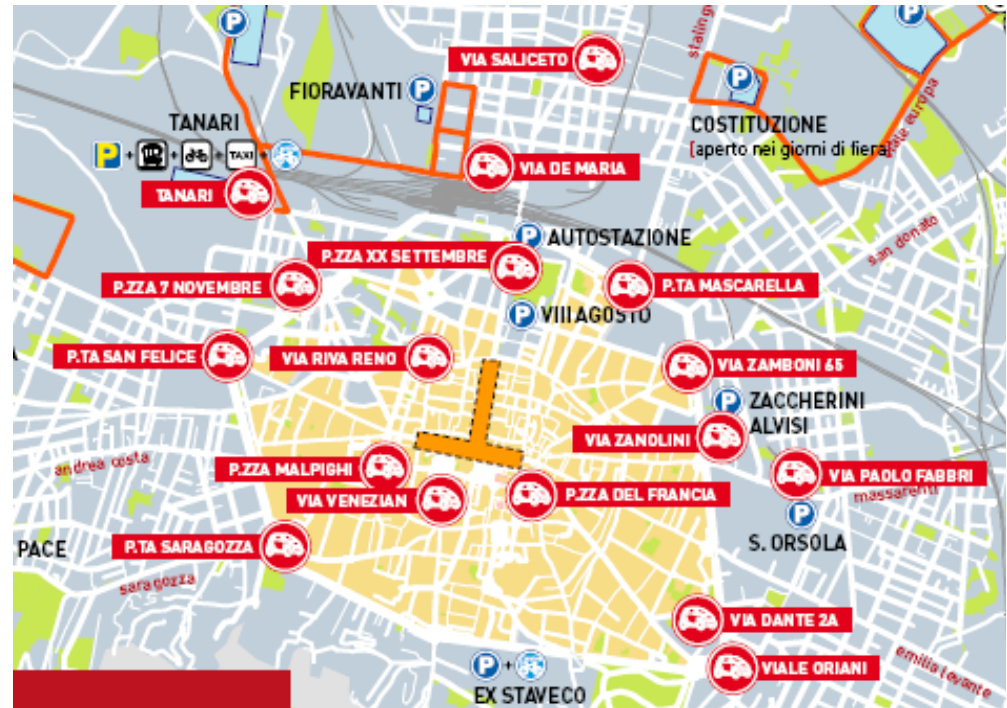 P
P
VIA SALICETO
stalingr
FIORAVANTI P
P
TANARI
COSTITUZIONE
[aperto nei giorni di fiera]
viale europa
P + + + TAXI +
TANARI
VIA DE MARIA
san donato
P AUTOSTAZIONE
P.ZZA XX SETTEMBRE
P.ZZA 7 NOVEMBRE
P.TA MASCARELLA
P VIII AGOSTO
P.TA SAN FELICE
VIA RIVA RENO
VIA ZAMBONI 65
P ZACCHERINI
ALVISI
VIA ZANOLINI
andrea costa
P.ZZA MALPIGHI
VIA PAOLO FABBRI
massarenti
VIA VENEZIAN
P.ZZA DEL FRANCIA
P
S. ORSOLA
PACE
P.TA SARAGOZZA
saragozza
VIA DANTE 2A
emilia levante
VIALE ORIANI
P +
EX STAVECO